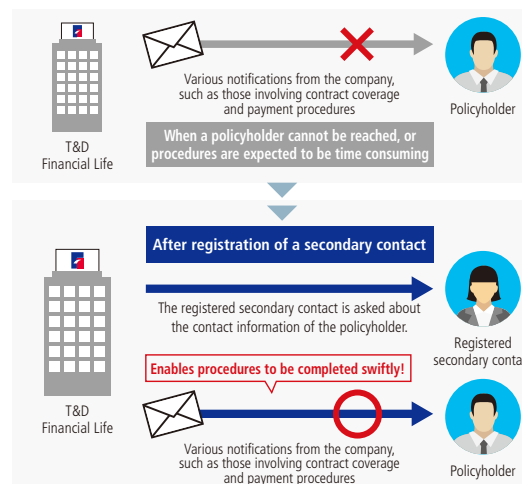 Various notifications from the company,
such as those involving contract coverage
and payment procedures
Policyholder
T&D
Financial Life
When a policyholder cannot be reached, or
procedures are expected to be time consuming
After registration of a secondary contact
The registered secondary contact is asked about
the contact information of the policyholder.
Registered
secondary conta
Enables procedures to be completed swiftly!
T&D
Financial Life
Various notifications from the company,
such as those involving contract coverage
and payment procedures
Policyholder